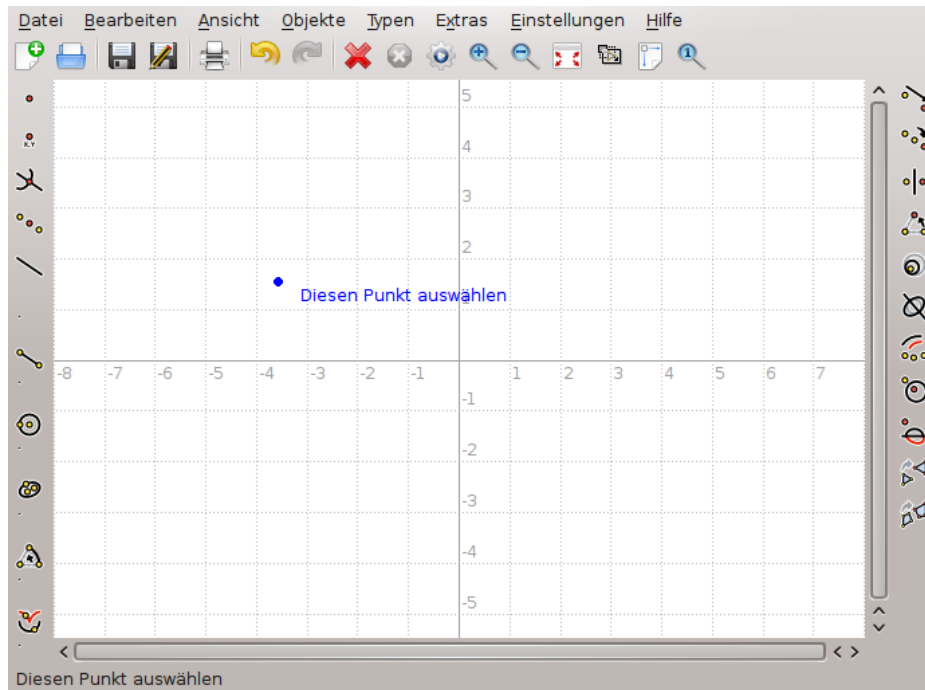 Datei Bearbeiten Ansicht Objekte Typen Extras Einstellungen Hilfe
X,Y
5
4
3
2
Diesen Punkt auswählen
1
-8 -7 -6 -5 -4 -3 -2 -1 1 2 3 4 5 6 7
-1
-2
-3
-4
-5
Diesen Punkt auswählen